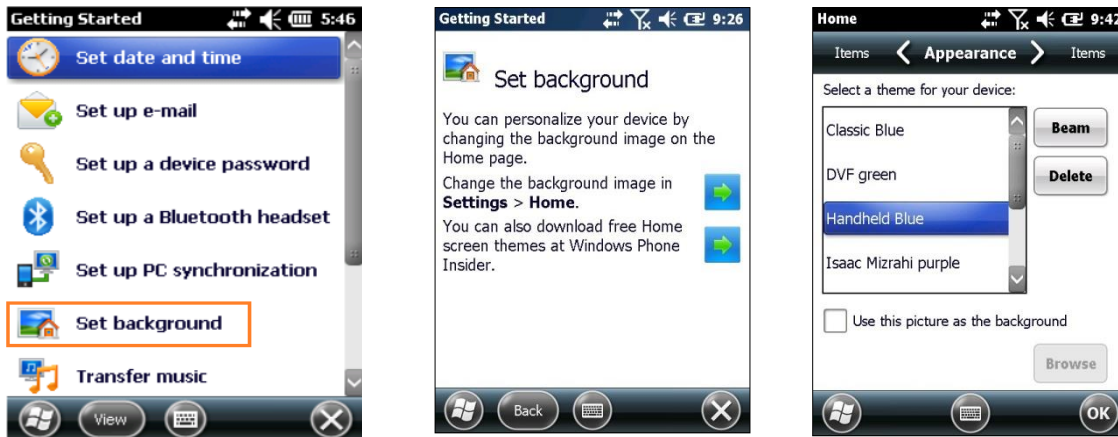 Getting Started 5:46
Set date and time
Set up e-mail
Set up a device password
Set up a Bluetooth headset
Set up PC synchronization
Set background
Transfer music
View
Getting Started 9:26
Set background
You can personalize your device by
changing the background image on the
Home page.
Change the background image in
Settings > Home.
You can also download free Home
screen themes at Windows Phone
Insider.
Back
Home 9:42
Items Appearance Items
Select a theme for your device:
Classic Blue
DVF green
Handheld Blue
Isaac Mizrahi purple
Beam
Delete
Use this picture as the background
Browse
OK